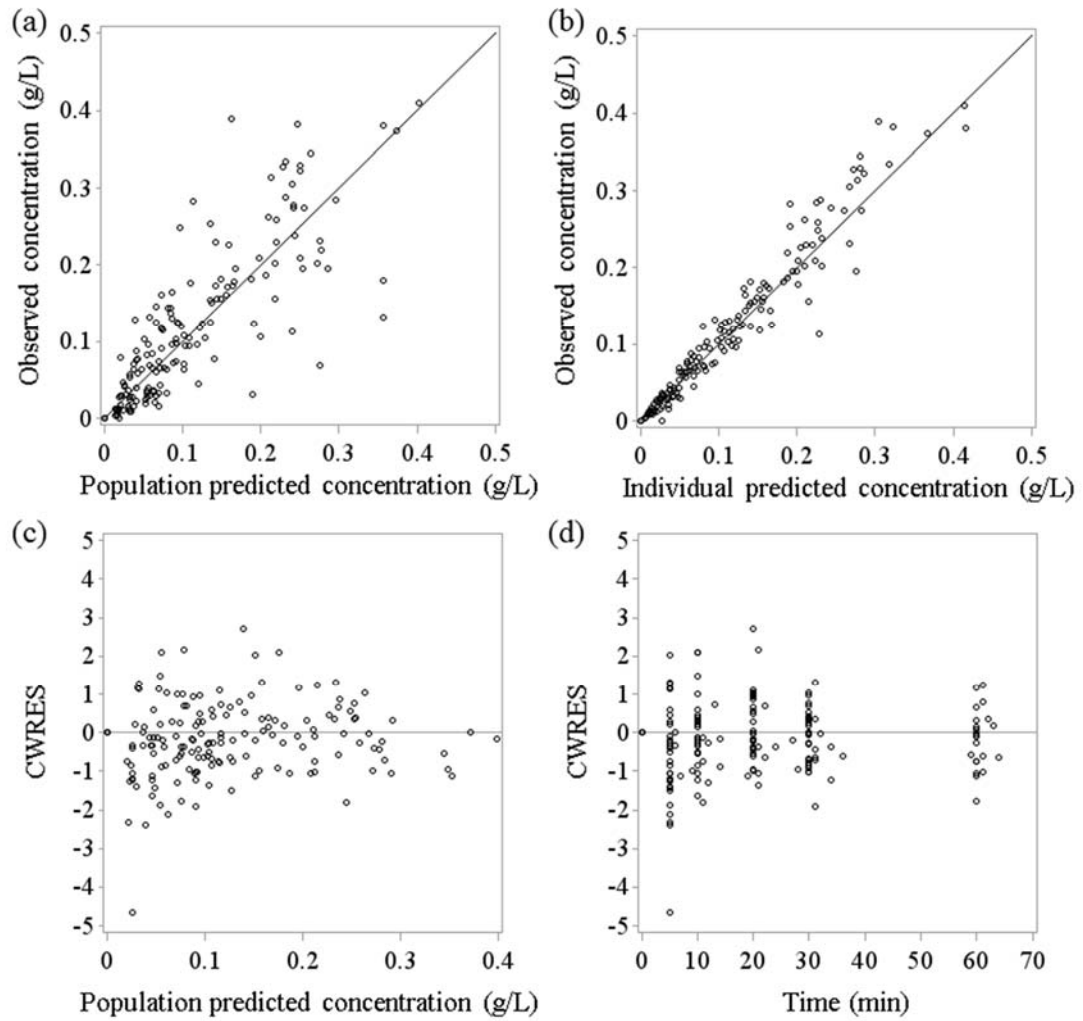 (a)
Observed concentration (g/L)
0.5
0.4
0.3
0.2
0.1
0
0 0.1 0.2 0.3 0.4 0.5
Population predicted concentration (g/L)
(b)
Observed concentration (g/L)
0.5
0.4
0.3
0.2
0.1
0
0 0.1 0.2 0.3 0.4 0.5
Individual predicted concentration (g/L)
(c)
CWRES
5
4
3
2
1
0
-1
-2
-3
-4
-5
0 0.1 0.2 0.3 0.4
Population predicted concentration (g/L)
(d)
CWRES
5
4
3
2
1
0
-1
-2
-3
-4
-5
0 10 20 30 40 50 60 70
Time (min)